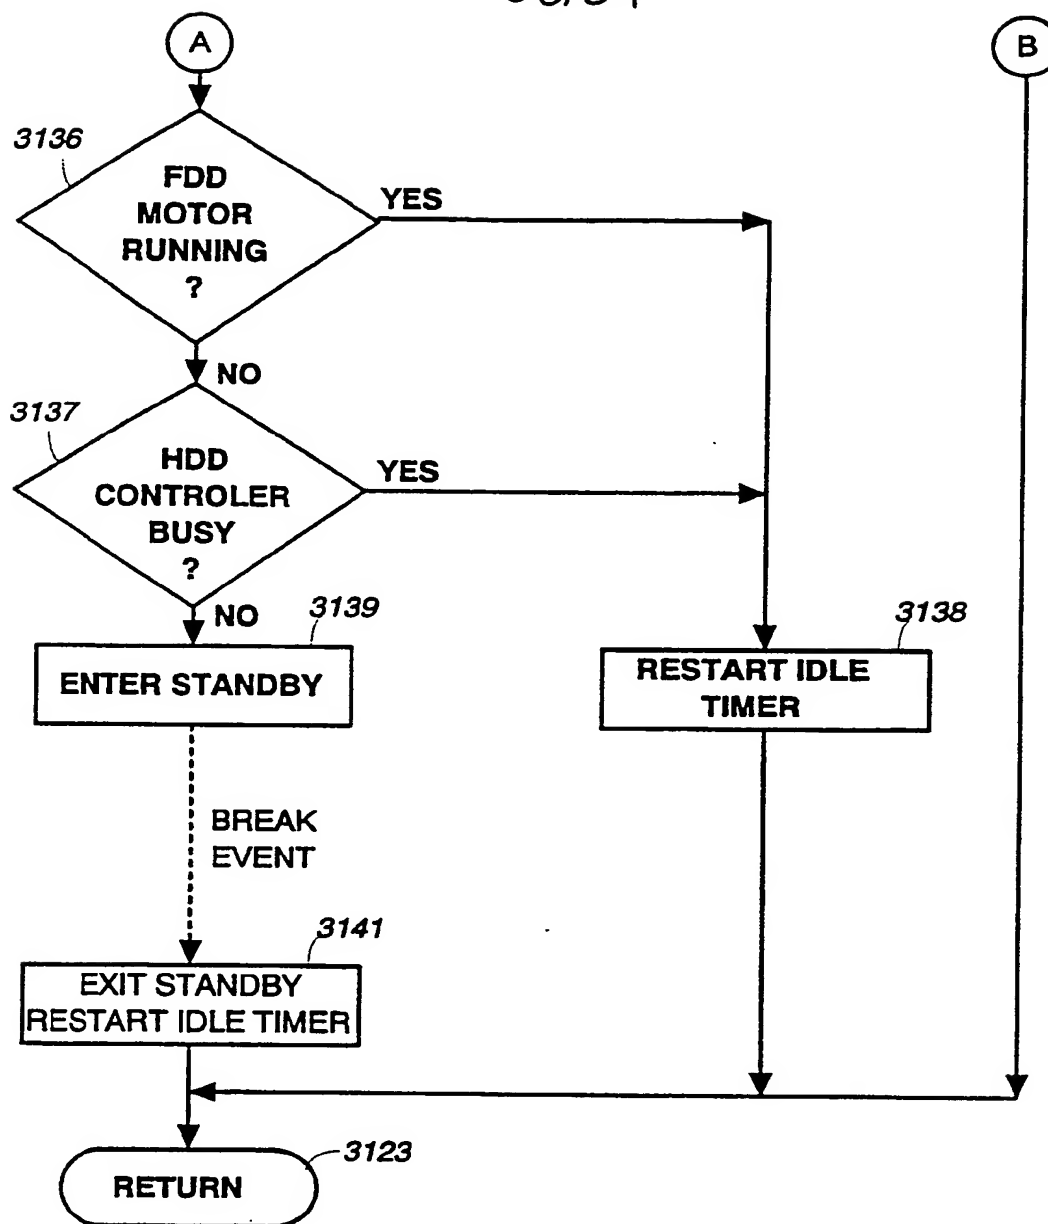 A
B
3136
FDD
MOTOR
RUNNING
?
YES
NO
3137
HDD
CONTROLER
BUSY
?
YES
NO
3139
ENTER STANDBY
3138
RESTART IDLE
TIMER
BREAK
EVENT
3141
EXIT STANDBY
RESTART IDLE TIMER
3123
RETURN